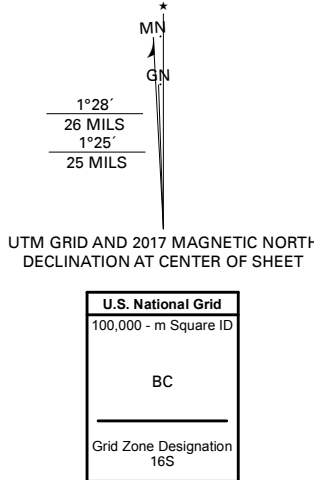 MN
GN
1°28´
26 MILS
1°25´
25 MILS
UTM GRID AND 2017 MAGNETIC NORTH
DECLINATION AT CENTER OF SHEET
U.S. National Grid
100,000 - m Square ID
BC
Grid Zone Designation
16S